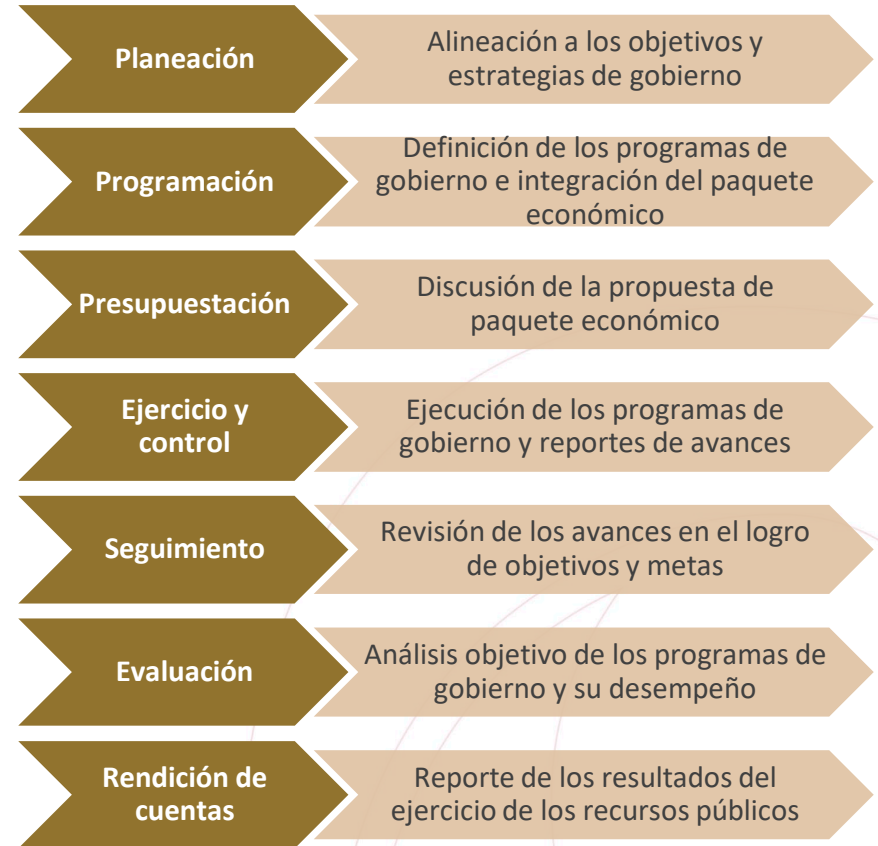 Planeación
Alineación a los objetivos y
estrategias de gobierno
Programación
Definición de los programas de
gobierno e integración del paquete
económico
Presupuestación
Discusión de la propuesta de
paquete económico
Ejercicio y
control
Ejecución de los programas de
gobierno y reportes de avances
Seguimiento
Revisión de los avances en el logro
de objetivos y metas
Evaluación
Análisis objetivo de los programas de
gobierno y su desempeño
Rendición de
cuentas
Reporte de los resultados del
ejercicio de los recursos públicos